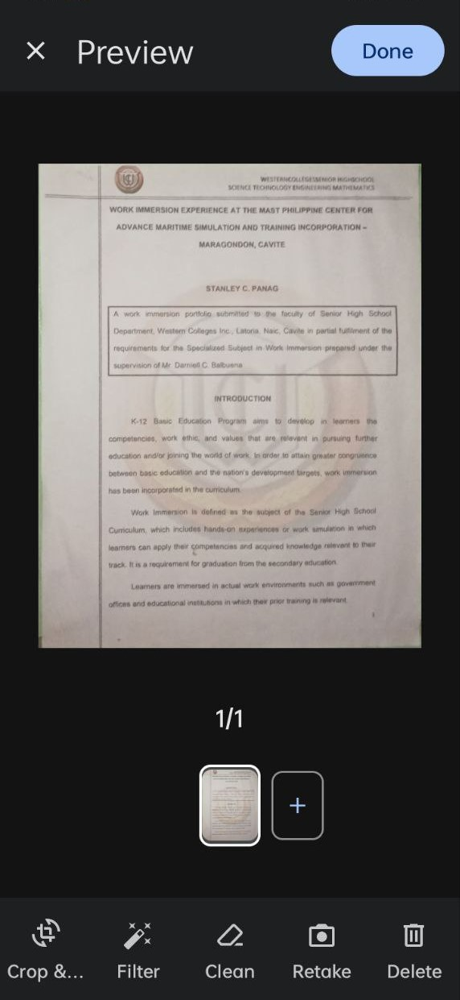 Preview
Done
WESTERNCOLLEGESSENIOR HIGHSCHOOL
SCIENCE TECHNOLOGY ENGINEERING MATHEMATICS
WORK IMMERSION EXPERIENCE AT THE MAST PHILIPPINE CENTER FOR
ADVANCE MARITIME SIMULATION AND TRAINING INCORPORATION –
MARAGONDON, CAVITE
STANLEY C. PANAG
A work immersion portfolio submitted to the faculty of Senior High School
Department, Western Colleges Inc., Latoria, Naic, Cavite in partial fulfilment of the
requirements for the Specialized Subject in Work Immersion prepared under the
supervision of Mr. Darniell C. Balbuena
INTRODUCTION
K-12 Basic Education Program aims to develop in learners the
competencies, work ethic, and values that are relevant in pursuing further
education and/or joining the world of work. In order to attain greater congruence
between basic education and the nation's development targets, work immersion
has been incorporated in the curriculum.
Work Immersion is defined as the subject of the Senior High School
Curriculum, which includes hands-on experiences or work simulation in which
learners can apply their competencies and acquired knowledge relevant to their
track. It is a requirement for graduation from the secondary education.
Learners are immersed in actual work environments such as government
offices and educational institutions in which their prior training is relevant.
1
1/1
Crop &...
Filter
Clean
Retake
Delete